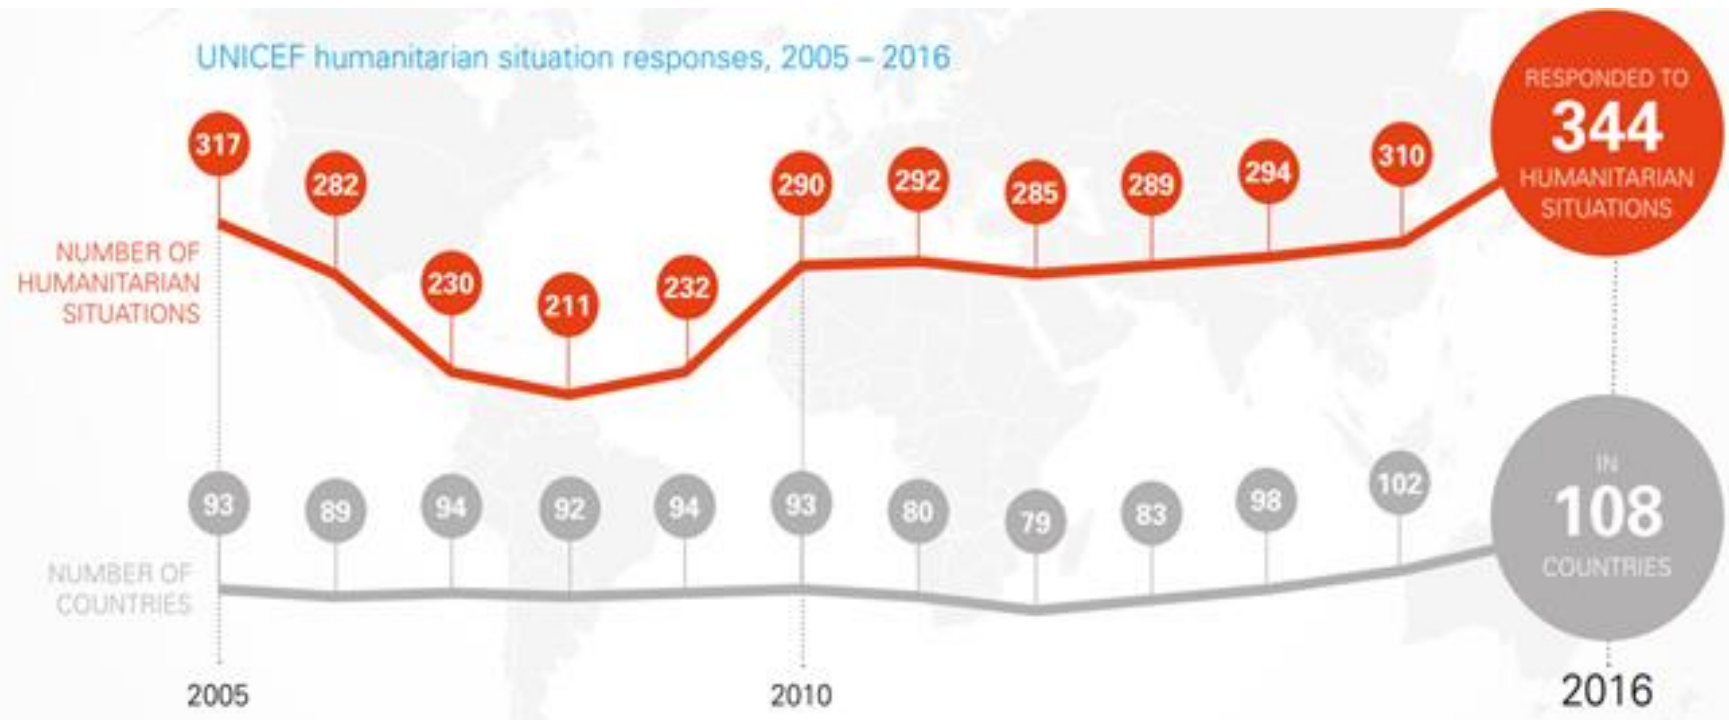 UNICEF humanitarian situation responses, 2005 – 2016
RESPONDED TO
344
HUMANITARIAN
SITUATIONS
317
282
230
211
232
290
292
285
289
294
310
NUMBER OF
HUMANITARIAN
SITUATIONS
93
89
94
92
94
93
80
79
83
98
102
IN
108
COUNTRIES
NUMBER OF
COUNTRIES
2005
2010
2016